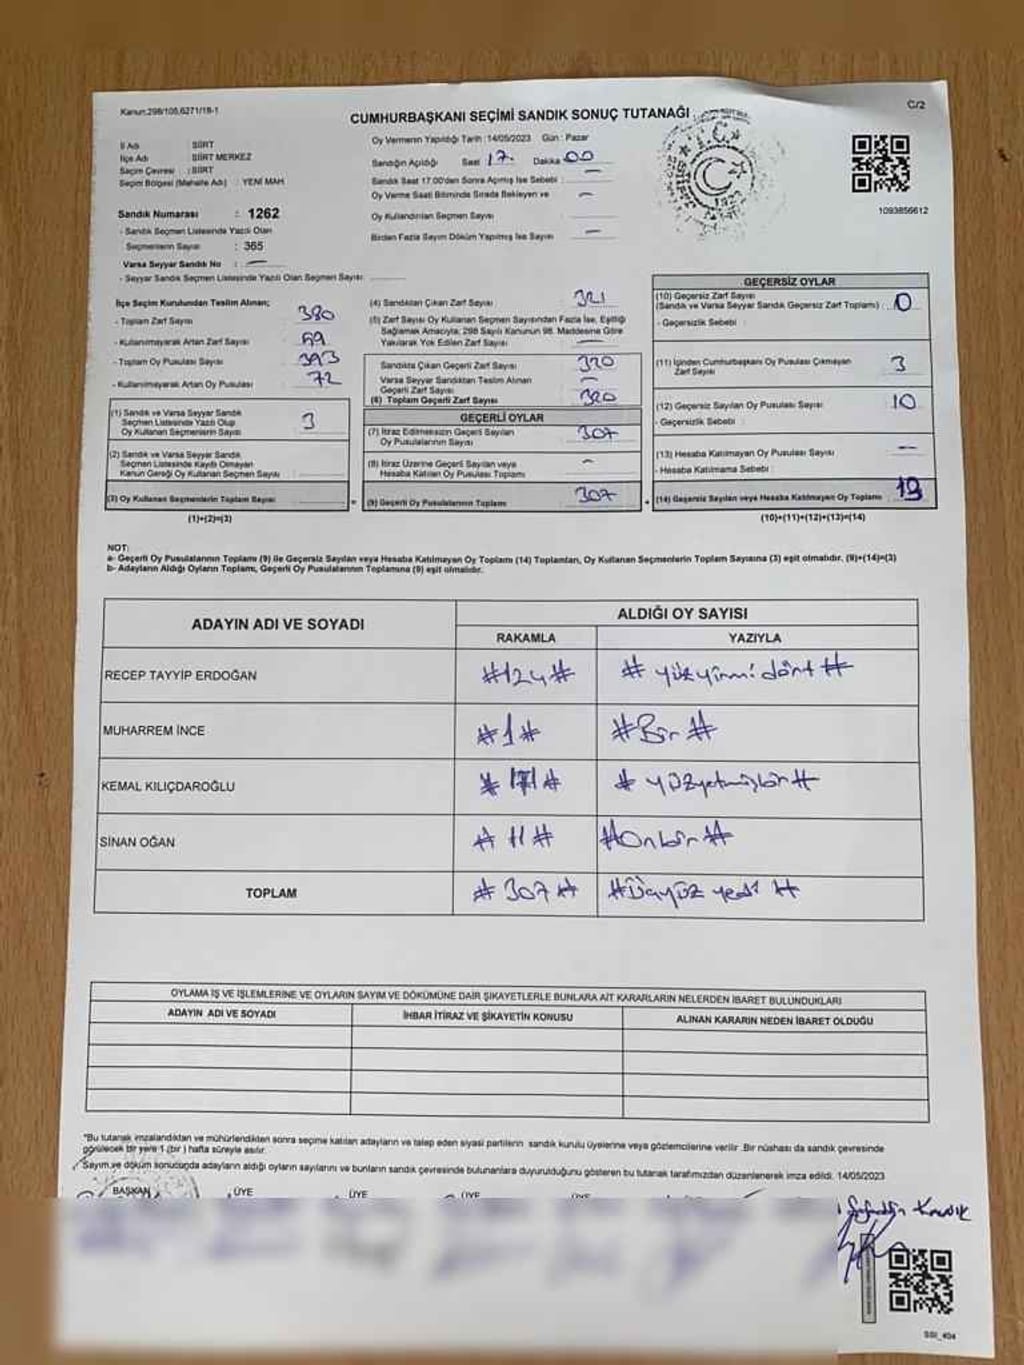 Kanun:298/105,6271/19-1
C/2
CUMHURBAŞKANI SEÇİMİ SANDIK SONUÇ TUTANAĞI
İl Adı : SİİRT
İlçe Adı : SİİRT MERKEZ
Seçim Çevresi : SİİRT
Seçim Bölgesi (Mahalle Adı) : YENİ MAH
Sandık Numarası : 1262
- Sandık Seçmen Listesinde Yazılı Olan
Seçmenlerin Sayısı : 365
Varsa Seyyar Sandık No : —
- Seyyar Sandık Seçmen Listesinde Yazılı Olan Seçmen Sayısı
Oy Vermenin Yapıldığı Tarih : 14/05/2023 Gün : Pazar
Sandığın Açıldığı Saat 17. Dakika 00
Sandık Saat 17.00'den Sonra Açılmış İse Sebebi : —
Oy Verme Saati Bitiminde Sırada Bekleyen ve —
Oy Kullandırılan Seçmen Sayısı
Birden Fazla Sayım Döküm Yapılmış İse Sayısı —
1093856612
İlçe Seçim Kurulundan Teslim Alınan;
- Toplam Zarf Sayısı : 380
- Kullanılmayarak Artan Zarf Sayısı : 59
- Toplam Oy Pusulası Sayısı : 393
- Kullanılmayarak Artan Oy Pusulası : 72
(1) Sandık ve Varsa Seyyar Sandık
Seçmen Listesinde Yazılı Olup
Oy Kullanan Seçmenlerin Sayısı : 3
(2) Sandık ve Varsa Seyyar Sandık
Seçmen Listesinde Kaydı Olmayan
Kanun Gereği Oy Kullanan Seçmen Sayısı
(3) Oy Kullanan Seçmenlerin Toplam Sayısı
(1)+(2)=(3)
(4) Sandıktan Çıkan Zarf Sayısı : 321
(5) Zarf Sayısı Oy Kullanan Seçmen Sayısından Fazla İse, Eşitliği
Sağlamak Amacıyla; 298 Sayılı Kanunun 98. Maddesine Göre
Yakılarak Yok Edilen Zarf Sayısı : —
Sandıkta Çıkan Geçerli Zarf Sayısı : 320
Varsa Seyyar Sandıktan Teslim Alınan
Geçerli Zarf Sayısı : —
(6) Toplam Geçerli Zarf Sayısı : 320
GEÇERLİ OYLAR
(7) İtiraz Edilmeksizin Geçerli Sayılan
Oy Pusulalarının Sayısı : 307
(8) İtiraz Üzerine Geçerli Sayılan veya
Hesaba Katılan Oy Pusulası Toplamı : —
(9) Geçerli Oy Pusulalarının Toplamı : 307
GEÇERSİZ OYLAR
(10) Geçersiz Zarf Sayısı
(Sandık ve Varsa Seyyar Sandık Geçersiz Zarf Toplamı) : 0
- Geçersizlik Sebebi :
(11) İçinden Cumhurbaşkanı Oy Pusulası Çıkmayan
Zarf Sayısı 3
(12) Geçersiz Sayılan Oy Pusulası Sayısı : 10
- Geçersizlik Sebebi :
(13) Hesaba Katılmayan Oy Pusulası Sayısı : —
- Hesaba Katılmama Sebebi :
(14) Geçersiz Sayılan veya Hesaba Katılmayan Oy Toplamı
(10)+(11)+(12)+(13)=(14)
NOT:
a- Geçerli Oy Pusulalarının Toplamı (9) ile Geçersiz Sayılan veya Hesaba Katılmayan Oy Toplamı (14) Toplamları, Oy Kullanan Seçmenlerin Toplam Sayısına (3) eşit olmalıdır. (9)+(14)=(3)
b- Adayların Aldığı Oyların Toplamı, Geçerli Oy Pusulalarının Toplamına (9) eşit olmalıdır.
ADAYIN ADI VE SOYADI
ALDIĞI OY SAYISI
RAKAMLA YAZIYLA
RECEP TAYYİP ERDOĞAN #124# # yüzyirmi dört #
MUHARREM İNCE #1# #Bir#
KEMAL KILIÇDAROĞLU # 171 # # yüzyetmişbir #
SİNAN OĞAN # 11 # #Onbir#
TOPLAM # 307 # #Üçyüz yedi #
OYLAMA İŞ VE İŞLEMLERİNE VE OYLARIN SAYIM VE DÖKÜMÜNE DAİR ŞİKAYETLERLE BUNLARA AİT KARARLARIN NELERDEN İBARET BULUNDUKLARI
ADAYIN ADI VE SOYADI İHBAR İTİRAZ VE ŞİKAYETİN KONUSU ALINAN KARARIN NEDEN İBARET OLDUĞU
*Bu tutanak imzalandıktan ve mühürlendikten sonra seçime katılan adayların ve talep eden siyasi partilerin sandık kurulu üyelerine veya gözlemcilerine verilir. Bir nüshası da sandık çevresinde
görülecek bir yere 1 (bir) hafta süreyle asılır.
Sayım ve döküm sonucunda adayların aldığı oyların sayılarını ve bunların sandık çevresinde bulunanlara duyurulduğunu gösteren bu tutanak tarafımızdan düzenlenerek imza edildi. 14/05/2023
BAŞKAN ÜYE ÜYE ÜYE
SSI_404